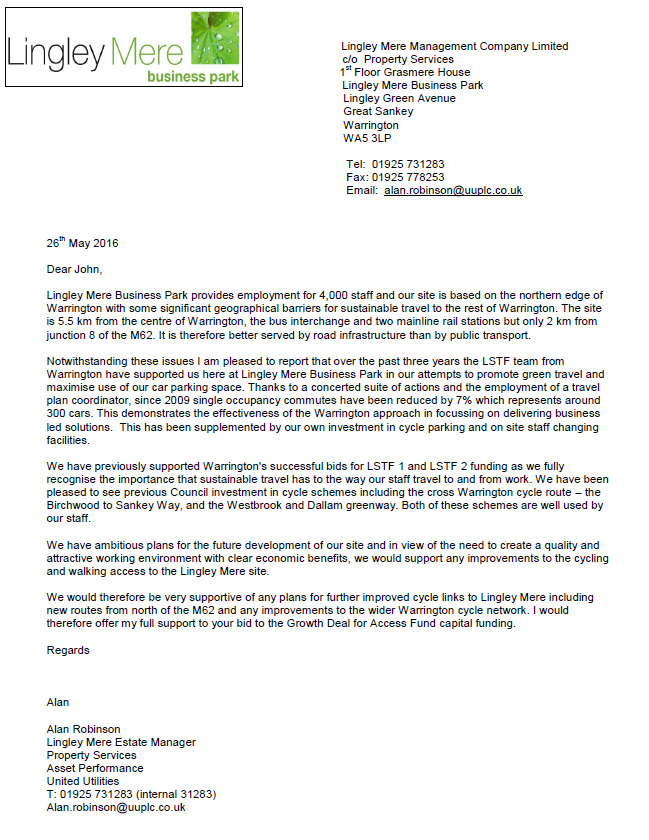 Lingley Mere
business park
Lingley Mere Management Company Limited
c/o Property Services
1st Floor Grasmere House
Lingley Mere Business Park
Lingley Green Avenue
Great Sankey
Warrington
WA5 3LP
Tel: 01925 731283
Fax: 01925 778253
Email: alan.robinson@uuplc.co.uk
26th May 2016
Dear John,
Lingley Mere Business Park provides employment for 4,000 staff and our site is based on the northern edge of
Warrington with some significant geographical barriers for sustainable travel to the rest of Warrington. The site
is 5.5 km from the centre of Warrington, the bus interchange and two mainline rail stations but only 2 km from
junction 8 of the M62. It is therefore better served by road infrastructure than by public transport.
Notwithstanding these issues I am pleased to report that over the past three years the LSTF team from
Warrington have supported us here at Lingley Mere Business Park in our attempts to promote green travel and
maximise use of our car parking space. Thanks to a concerted suite of actions and the employment of a travel
plan coordinator, since 2009 single occupancy commutes have been reduced by 7% which represents around
300 cars. This demonstrates the effectiveness of the Warrington approach in focussing on delivering business
led solutions. This has been supplemented by our own investment in cycle parking and on site staff changing
facilities.
We have previously supported Warrington's successful bids for LSTF 1 and LSTF 2 funding as we fully
recognise the importance that sustainable travel has to the way our staff travel to and from work. We have been
pleased to see previous Council investment in cycle schemes including the cross Warrington cycle route – the
Birchwood to Sankey Way, and the Westbrook and Dallam greenway. Both of these schemes are well used by
our staff.
We have ambitious plans for the future development of our site and in view of the need to create a quality and
attractive working environment with clear economic benefits, we would support any improvements to the cycling
and walking access to the Lingley Mere site.
We would therefore be very supportive of any plans for further improved cycle links to Lingley Mere including
new routes from north of the M62 and any improvements to the wider Warrington cycle network. I would
therefore offer my full support to your bid to the Growth Deal for Access Fund capital funding.
Regards
Alan
Alan Robinson
Lingley Mere Estate Manager
Property Services
Asset Performance
United Utilities
T: 01925 731283 (internal 31283)
Alan.robinson@uuplc.co.uk